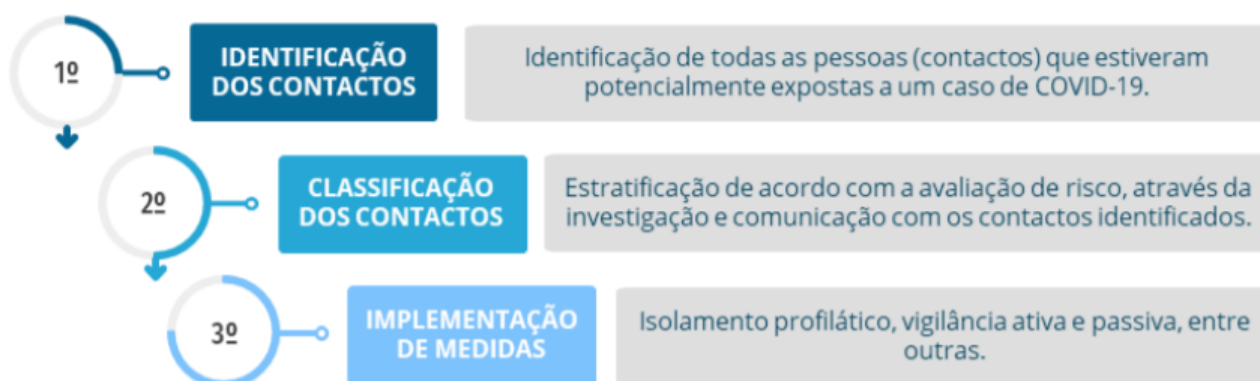 1º
IDENTIFICAÇÃO
DOS CONTACTOS
Identificação de todas as pessoas (contactos) que estiveram
potencialmente expostas a um caso de COVID-19.
2º
CLASSIFICAÇÃO
DOS CONTACTOS
Estratificação de acordo com a avaliação de risco, através da
investigação e comunicação com os contactos identificados.
3º
IMPLEMENTAÇÃO
DE MEDIDAS
Isolamento profilático, vigilância ativa e passiva, entre
outras.